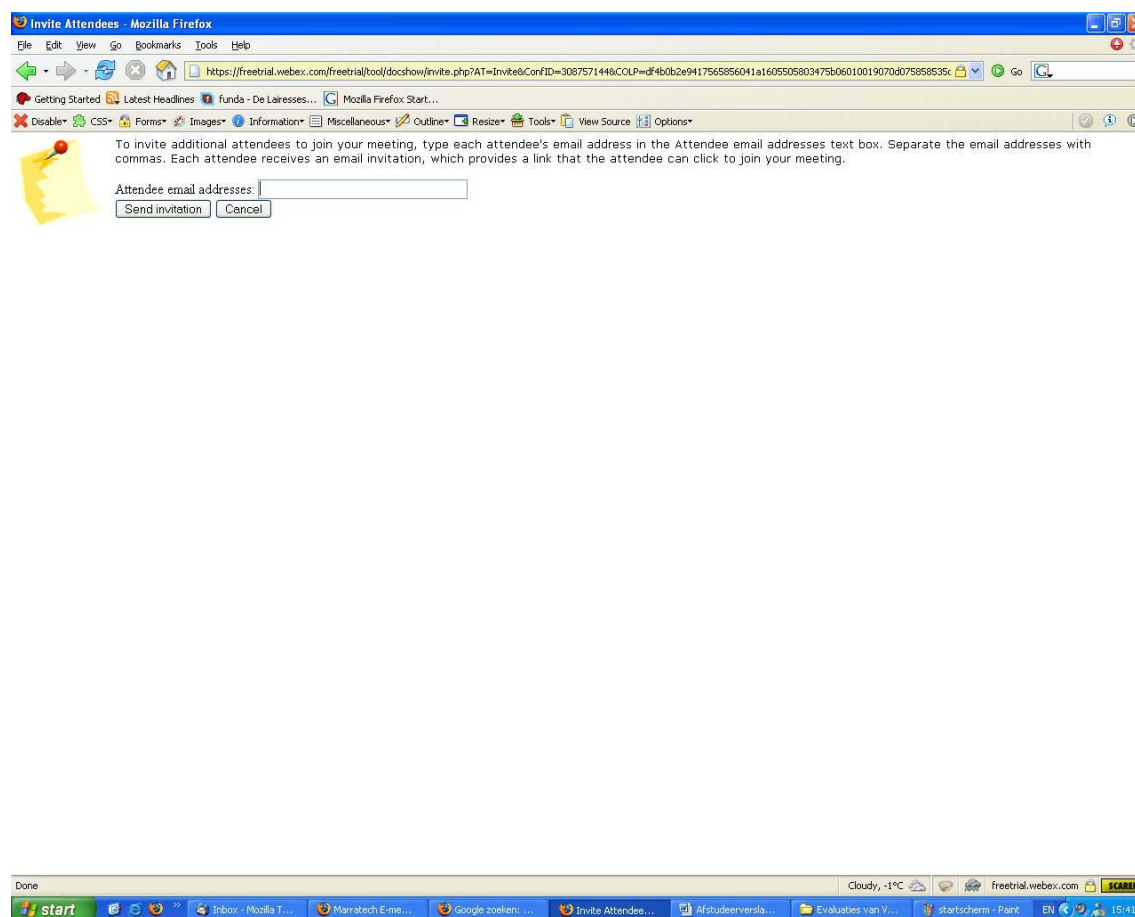 Invite Attendees - Mozilla Firefox
File Edit View Go Bookmarks Tools Help
https://freetrial.webex.com/freetrial/tool/docshow/invite.php?AT=Invite&ConfID=308757144&COLP=df4b0b2e9417565856041a1605505803475b06010019070d075858535c Go
Getting Started Latest Headlines funda - De Lairesses... Mozilla Firefox Start...
Disable CSS Forms Images Information Miscellaneous Outline Resize Tools View Source Options
To invite additional attendees to join your meeting, type each attendee's email address in the Attendee email addresses text box. Separate the email addresses with
commas. Each attendee receives an email invitation, which provides a link that the attendee can click to join your meeting.
Attendee email addresses:
Send invitation Cancel
Done Cloudy, -1°C freetrial.webex.com
start Inbox - Mozilla T... Marratech E-me... Google zoeken: ... Invite Attendee... Afstudeerversla... Evaluaties van V... startscherm - Paint EN 15:41